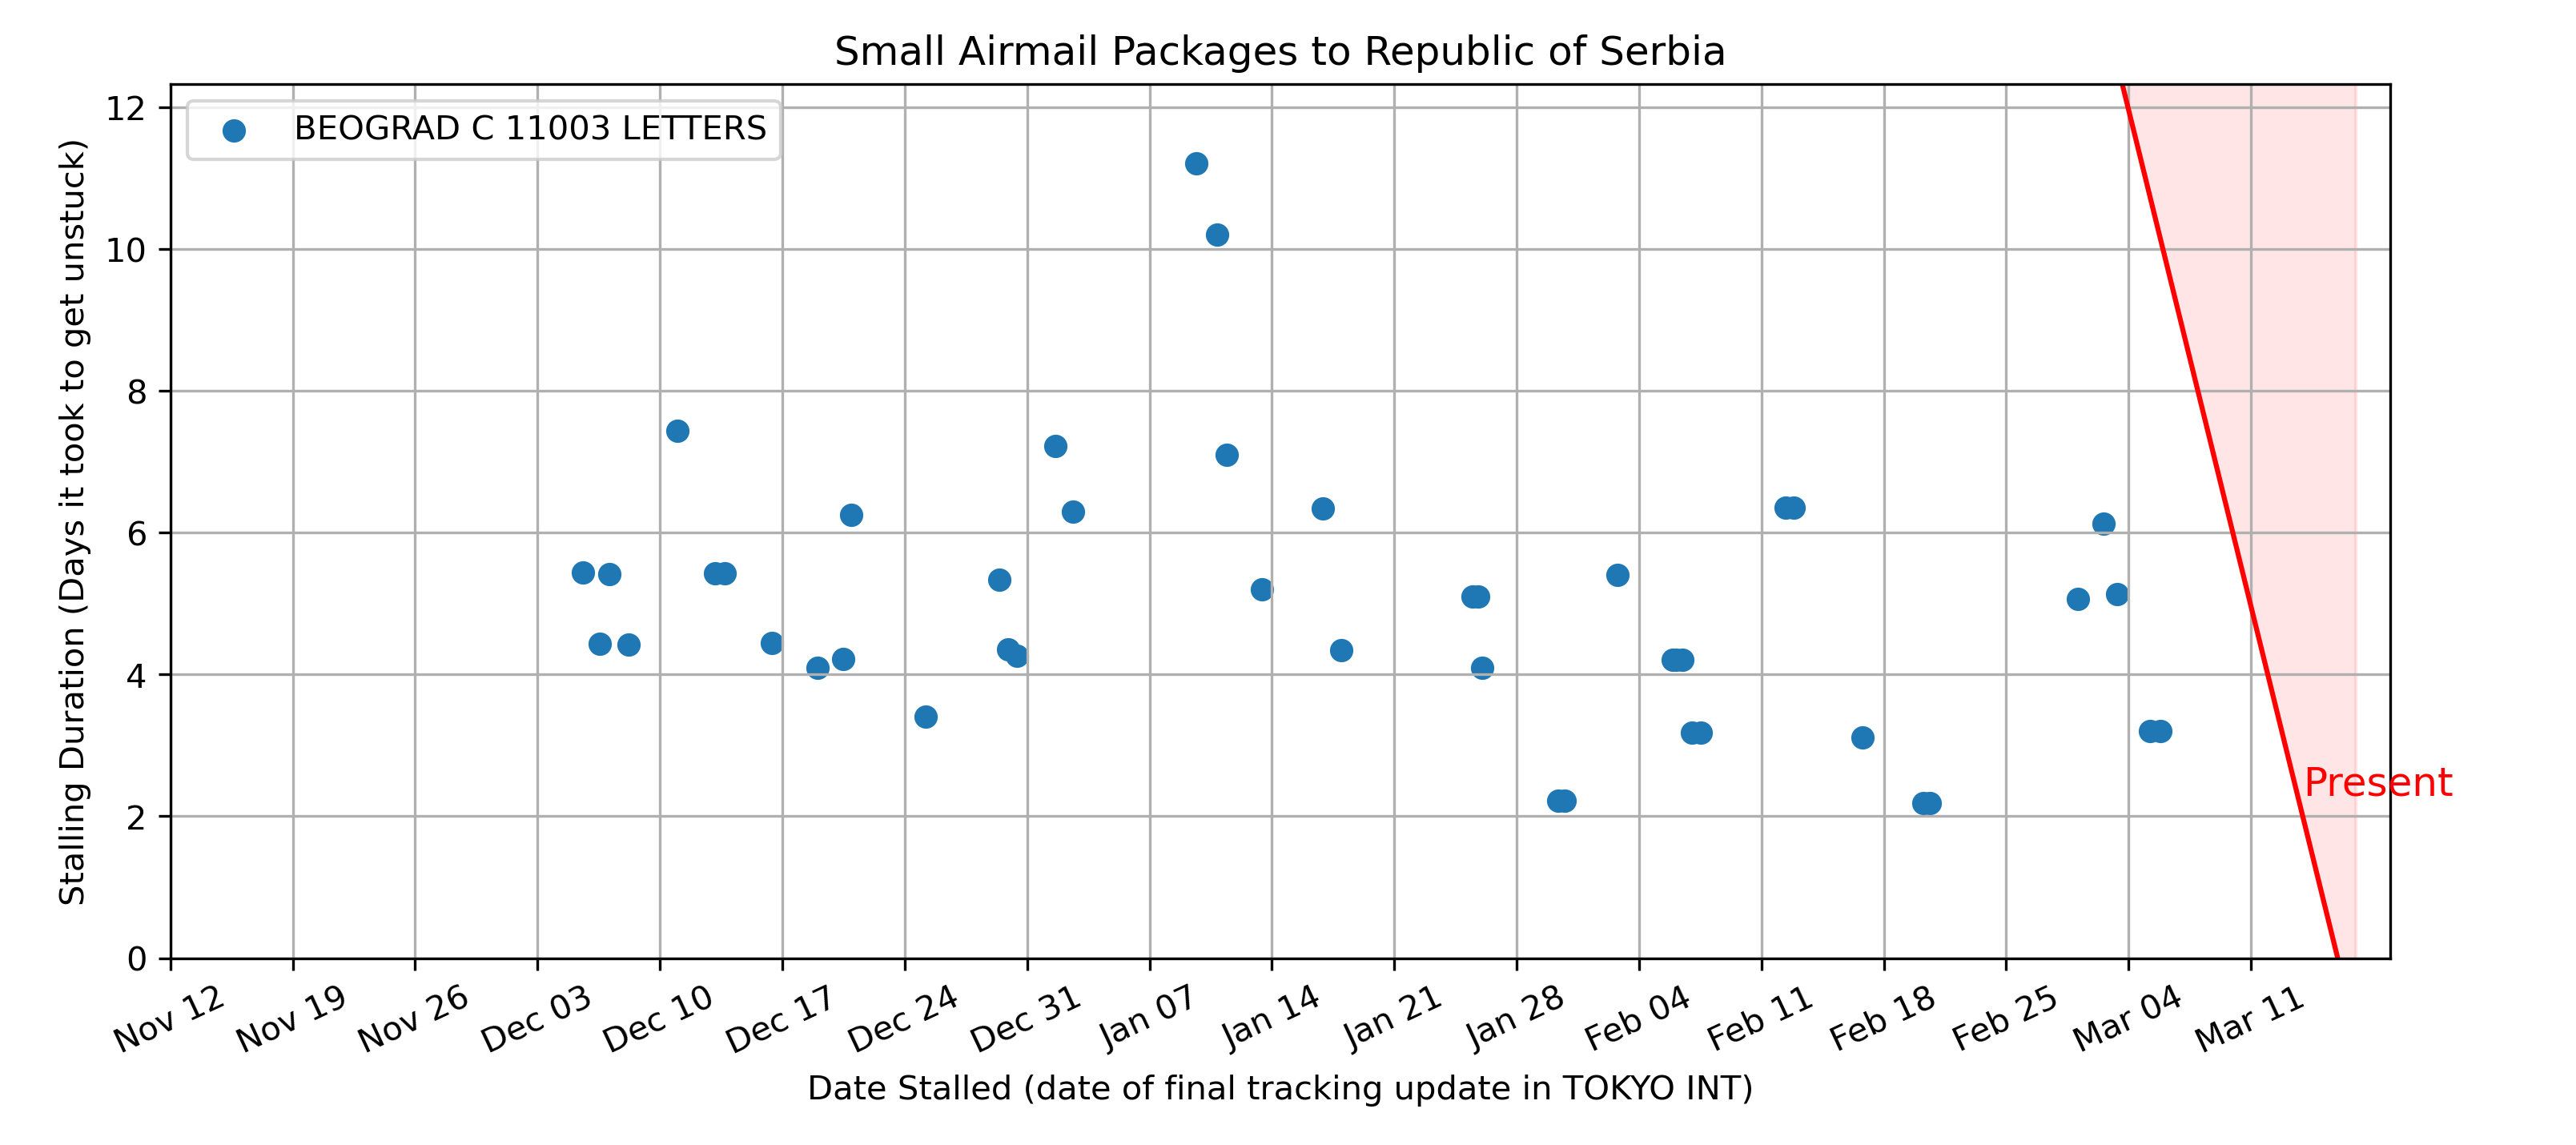 Small Airmail Packages to Republic of Serbia
BEOGRAD C 11003 LETTERS
Stalling Duration (Days it took to get unstuck)
12
10
8
6
4
2
0
Present
Nov 12
Nov 19
Nov 26
Dec 03
Dec 10
Dec 17
Dec 24
Dec 31
Jan 07
Jan 14
Jan 21
Jan 28
Feb 04
Feb 11
Feb 18
Feb 25
Mar 04
Mar 11
Date Stalled (date of final tracking update in TOKYO INT)